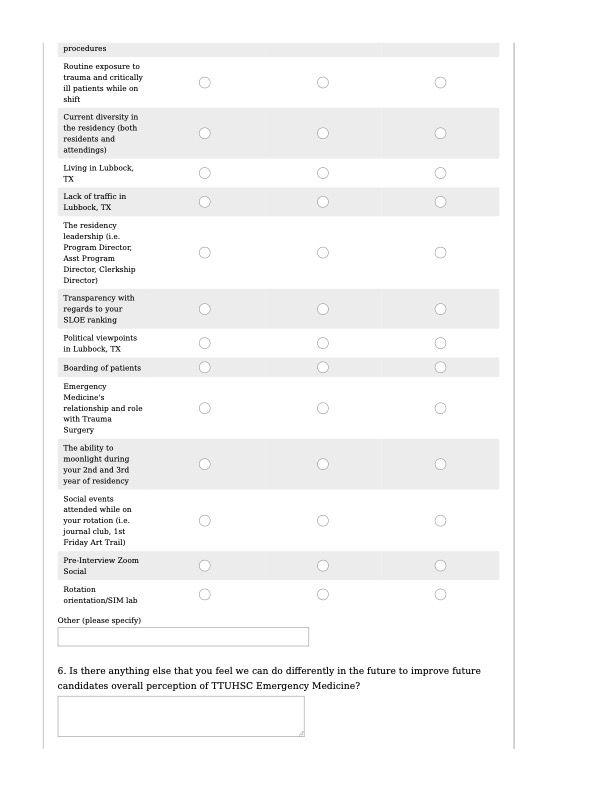 procedures
Routine exposure to
trauma and critically
ill patients while on
shift
Current diversity in
the residency (both
residents and
attendings)
Living in Lubbock,
TX
Lack of traffic in
Lubbock, TX
The residency
leadership (i.e.
Program Director,
Asst Program
Director, Clerkship
Director)
Transparency with
regards to your
SLOE ranking
Political viewpoints
in Lubbock, TX
Boarding of patients
Emergency
Medicine's
relationship and role
with Trauma
Surgery
The ability to
moonlight during
your 2nd and 3rd
year of residency
Social events
attended while on
your rotation (i.e.
journal club, 1st
Friday Art Trail)
Pre-Interview Zoom
Social
Rotation
orientation/SIM lab
Other (please specify)
6. Is there anything else that you feel we can do differently in the future to improve future
candidates overall perception of TTUHSC Emergency Medicine?